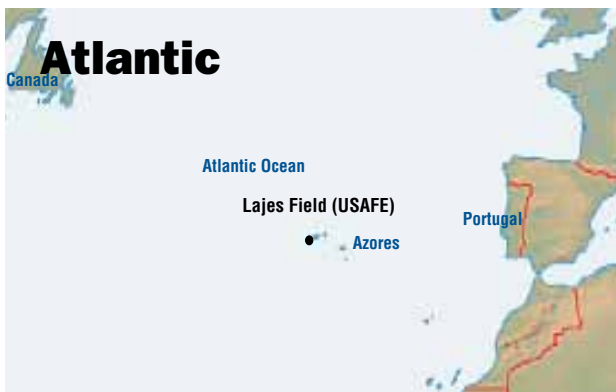 Atlantic
Canada
Atlantic Ocean
Lajes Field (USAFE)
Portugal
Azores